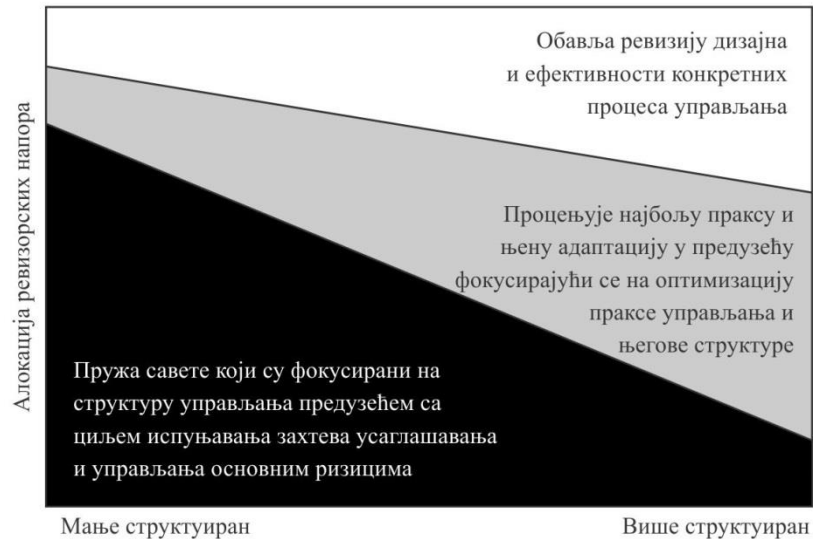 Обавља ревизију дизајна
и ефективности конкретних
процеса управљања
Алокација ревизорских напора
Процењује најбољу праксу и
њену адаптацију у предузећу
фокусирајући се на оптимизацију
праксе управљања и
његове структуре
Пружа савете који су фокусирани на
структуру управљања предузећем са
циљем испуњавања захтева усаглашавања
и управљања основним ризицима
Мање структуиран
Више структуиран